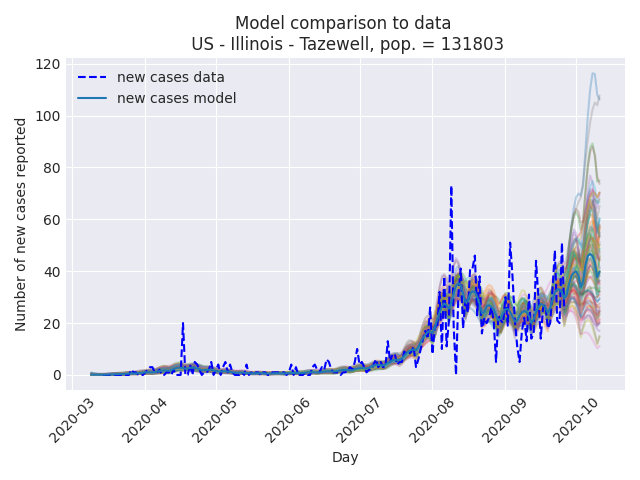 Model comparison to data
US - Illinois - Tazewell, pop. = 131803
120
100
80
60
40
20
0
Number of new cases reported
new cases data
new cases model
2020-03
2020-04
2020-05
2020-06
2020-07
2020-08
2020-09
2020-10
Day